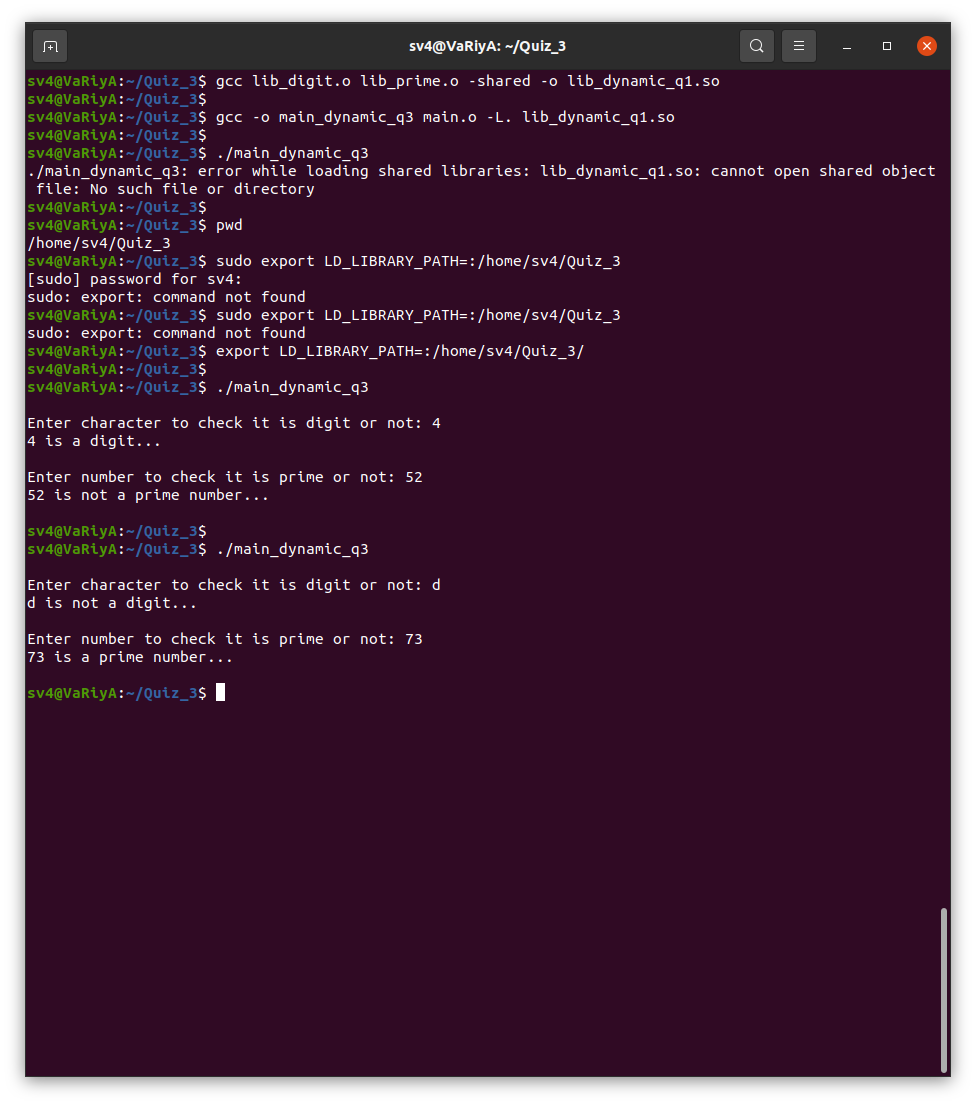 sv4@VaRiyA: ~/Quiz_3
sv4@VaRiyA:~/Quiz_3$ gcc lib_digit.o lib_prime.o -shared -o lib_dynamic_q1.so
sv4@VaRiyA:~/Quiz_3$
sv4@VaRiyA:~/Quiz_3$ gcc -o main_dynamic_q3 main.o -L. lib_dynamic_q1.so
sv4@VaRiyA:~/Quiz_3$
sv4@VaRiyA:~/Quiz_3$ ./main_dynamic_q3
./main_dynamic_q3: error while loading shared libraries: lib_dynamic_q1.so: cannot open shared object
 file: No such file or directory
sv4@VaRiyA:~/Quiz_3$
sv4@VaRiyA:~/Quiz_3$ pwd
/home/sv4/Quiz_3
sv4@VaRiyA:~/Quiz_3$ sudo export LD_LIBRARY_PATH=:/home/sv4/Quiz_3
[sudo] password for sv4:
sudo: export: command not found
sv4@VaRiyA:~/Quiz_3$ sudo export LD_LIBRARY_PATH=:/home/sv4/Quiz_3
sudo: export: command not found
sv4@VaRiyA:~/Quiz_3$ export LD_LIBRARY_PATH=:/home/sv4/Quiz_3/
sv4@VaRiyA:~/Quiz_3$
sv4@VaRiyA:~/Quiz_3$ ./main_dynamic_q3

Enter character to check it is digit or not: 4
4 is a digit...

Enter number to check it is prime or not: 52
52 is not a prime number...

sv4@VaRiyA:~/Quiz_3$
sv4@VaRiyA:~/Quiz_3$ ./main_dynamic_q3

Enter character to check it is digit or not: d
d is not a digit...

Enter number to check it is prime or not: 73
73 is a prime number...

sv4@VaRiyA:~/Quiz_3$